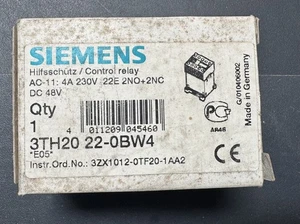 SIEMENS
Hilfsschütz / Control relay
AC-11: 4A 230V 22E 2NO+2NC
DC 48V
Qty
1
4 011209 045460
3TH20 22-0BW4
*E05*
Instr.Ord.No.: 3ZX1012-0TF20-1AA2
G/01046002
Made in Germany